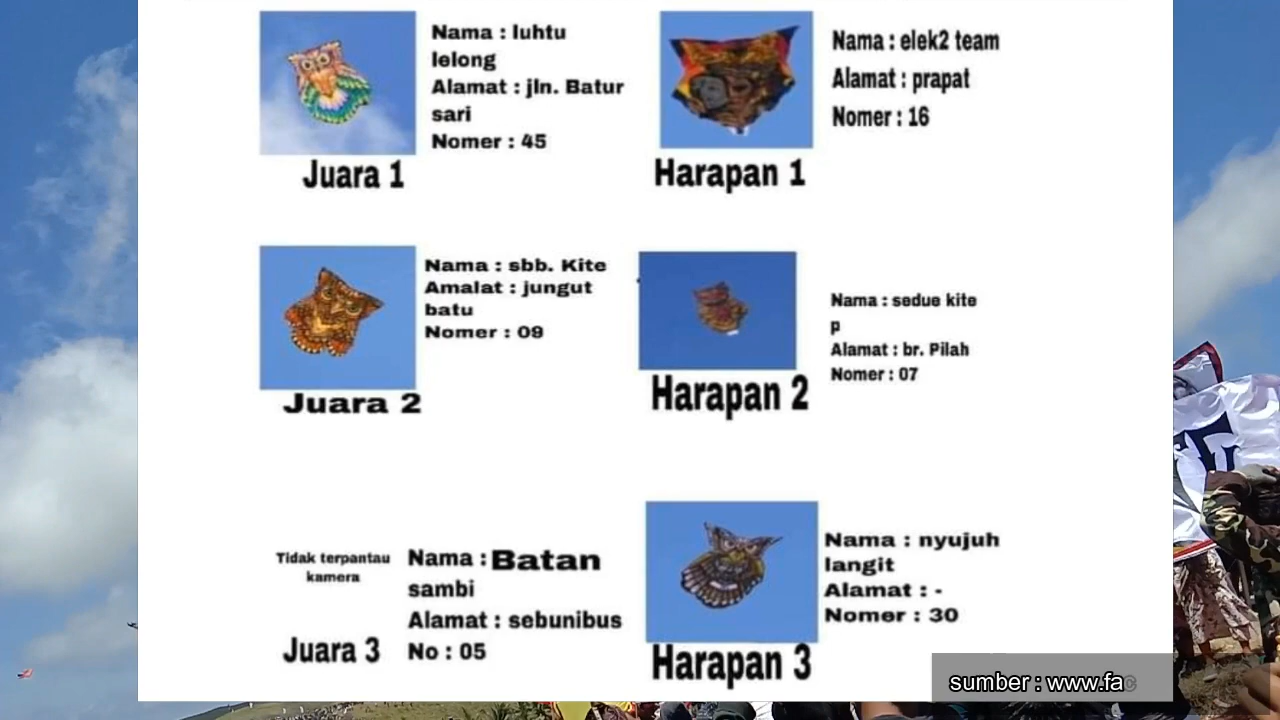 Nama : luhtu
lelong
Alamat : jln. Batur
sari
Nomer : 45
Juara 1
Nama : elek2 team
Alamat : prapat
Nomer : 16
Harapan 1
Nama : sbb. Kite
Amalat : jungut
batu
Nomer : 09
Juara 2
Nama : sedue kite
p
Alamat : br. Pilah
Nomer : 07
Harapan 2
Tidak terpantau
kamera
Nama : Batan
sambi
Alamat : sebunibus
No : 05
Juara 3
Nama : nyujuh
langit
Alamat : -
Nomer : 30
Harapan 3
sumber : www.fac